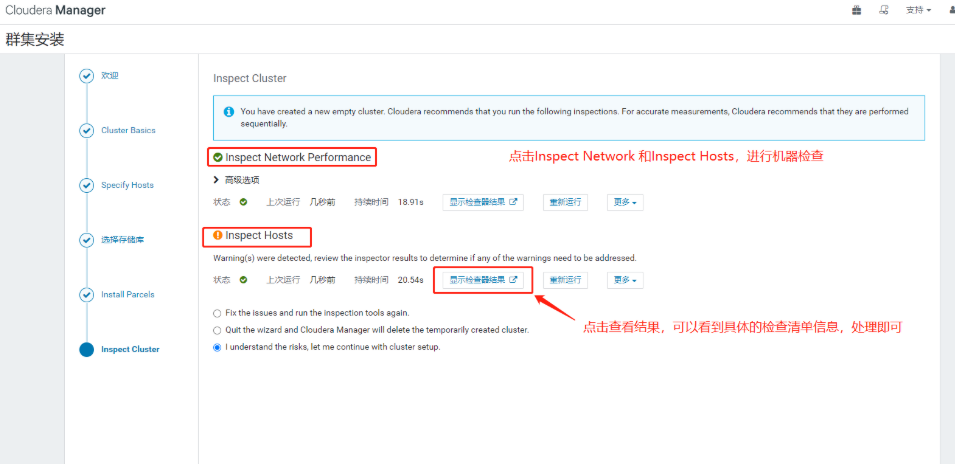 Cloudera Manager
支持
群集安装
欢迎
Cluster Basics
Specify Hosts
选择存储库
Install Parcels
Inspect Cluster
Inspect Cluster
You have created a new empty cluster. Cloudera recommends that you run the following inspections. For accurate measurements, Cloudera recommends that they are performed
sequentially.
Inspect Network Performance
点击Inspect Network 和Inspect Hosts，进行机器检查
高级选项
状态 上次运行 几秒前 持续时间 18.91s 显示检查器结果 重新运行 更多
Inspect Hosts
Warning(s) were detected, review the inspector results to determine if any of the warnings need to be addressed.
状态 上次运行 几秒前 持续时间 20.54s 显示检查器结果 重新运行 更多
Fix the issues and run the inspection tools again.
点击查看结果，可以看到具体的检查清单信息，处理即可
Quit the wizard and Cloudera Manager will delete the temporarily created cluster.
I understand the risks, let me continue with cluster setup.